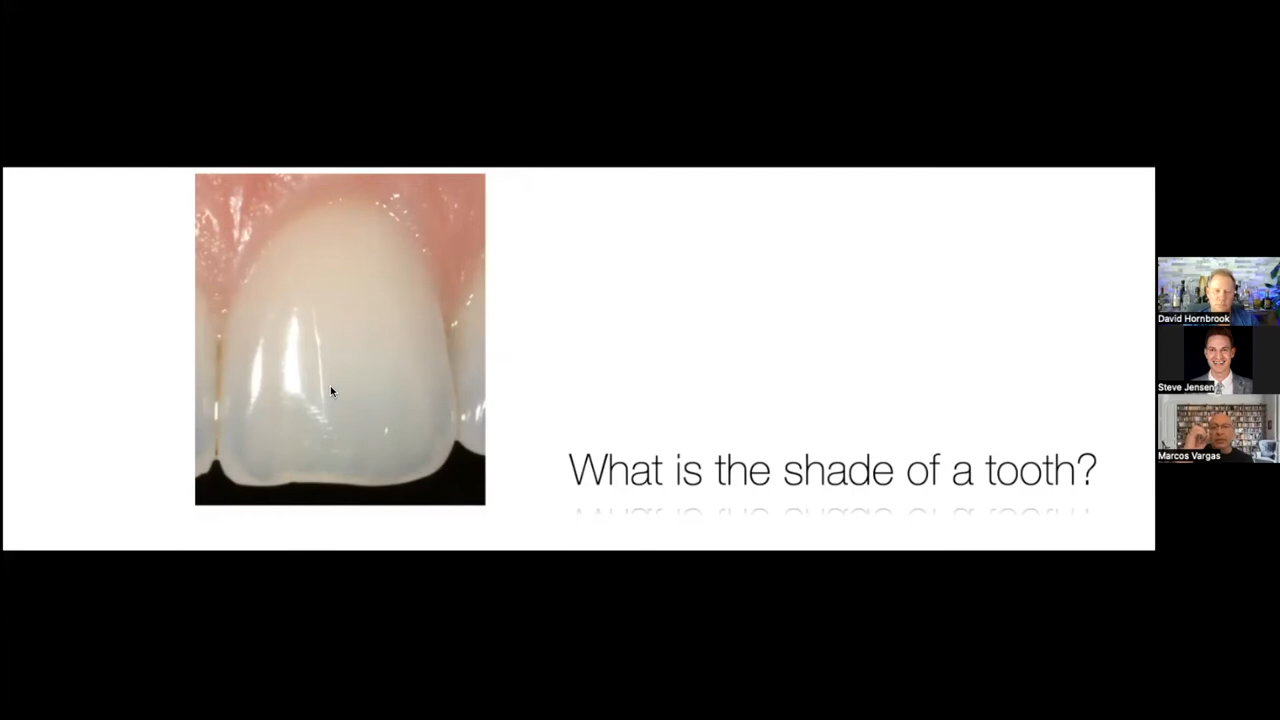 What is the shade of a tooth?
David Hornbrook
Steve Jensen
Marcos Vargas